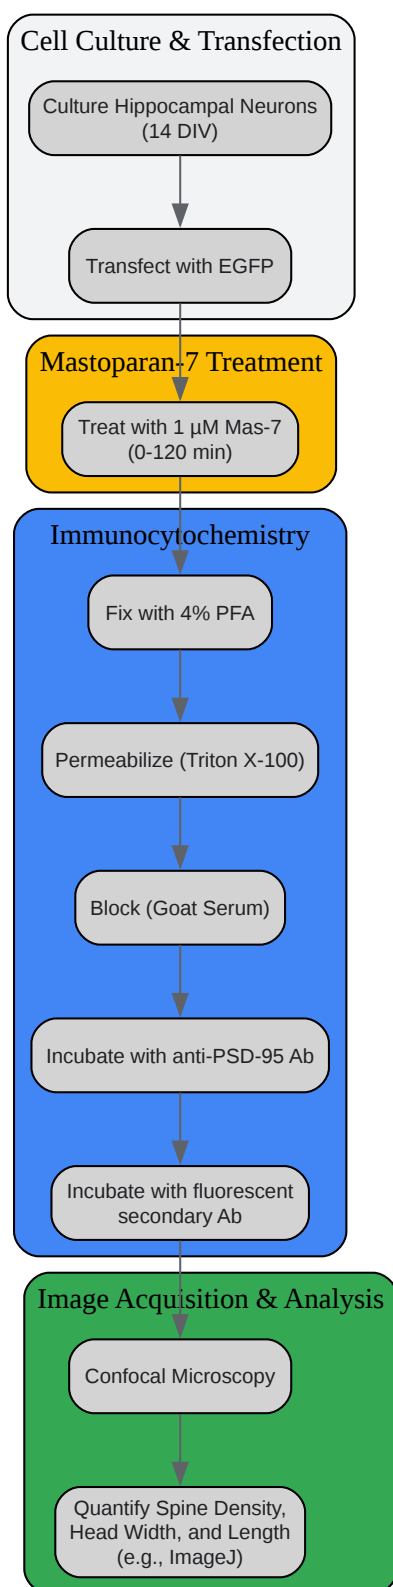 Cell Culture & Transfection
Culture Hippocampal Neurons
(14 DIV)
Transfect with EGFP
Mastoparan-7 Treatment
Treat with 1 µM Mas-7
(0-120 min)
Immunocytochemistry
Fix with 4% PFA
Permeabilize (Triton X-100)
Block (Goat Serum)
Incubate with anti-PSD-95 Ab
Incubate with fluorescent
secondary Ab
Image Acquisition & Analysis
Confocal Microscopy
Quantify Spine Density,
Head Width, and Length
(e.g., ImageJ)